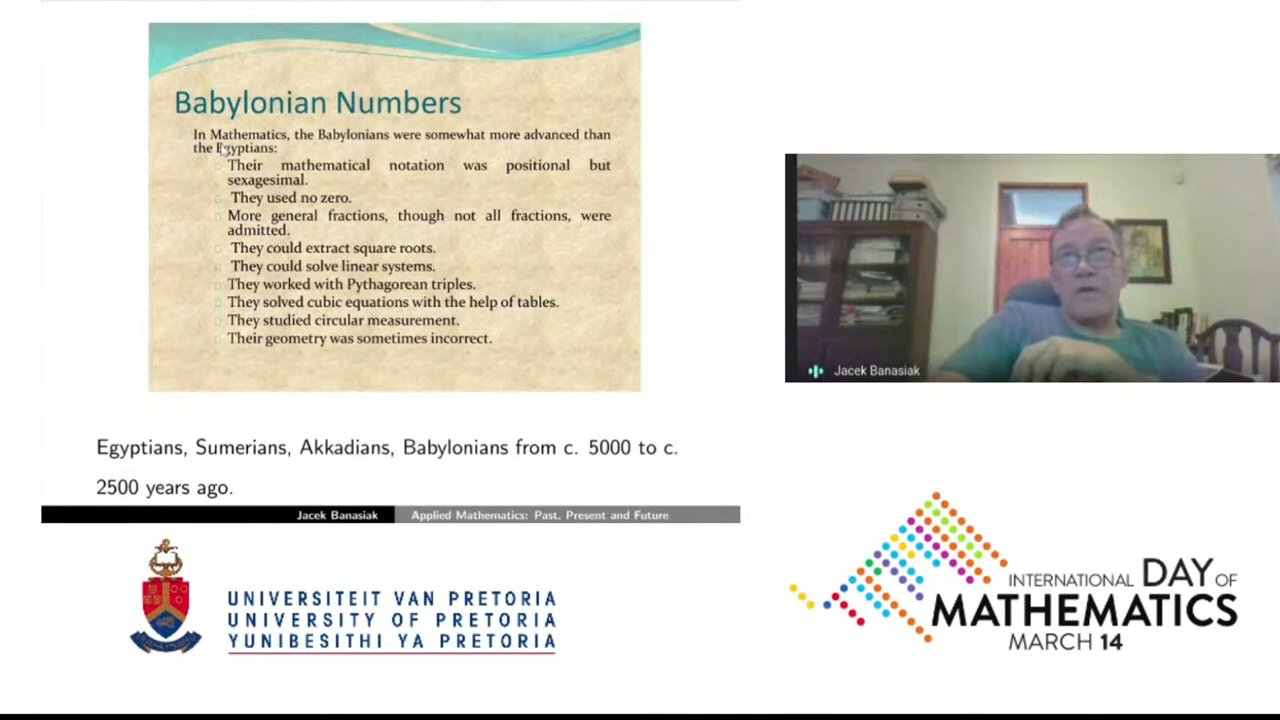 Babylonian Numbers
In Mathematics, the Babylonians were somewhat more advanced than
the Egyptians:
Their mathematical notation was positional but
sexagesimal.
They used no zero.
More general fractions, though not all fractions, were
admitted.
They could extract square roots.
They could solve linear systems.
They worked with Pythagorean triples.
They solved cubic equations with the help of tables.
They studied circular measurement.
Their geometry was sometimes incorrect.
Egyptians, Sumerians, Akkadians, Babylonians from c. 5000 to c.
2500 years ago.
Jacek Banasiak Applied Mathematics: Past, Present and Future
Jacek Banasiak
UNIVERSITEIT VAN PRETORIA
UNIVERSITY OF PRETORIA
YUNIBESITHI YA PRETORIA
INTERNATIONAL DAY OF
MATHEMATICS
MARCH 14